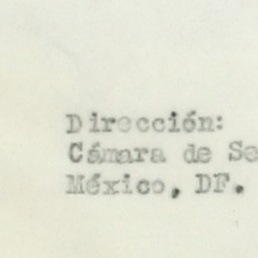 Dirección:
Cámara de Se
México, DF.